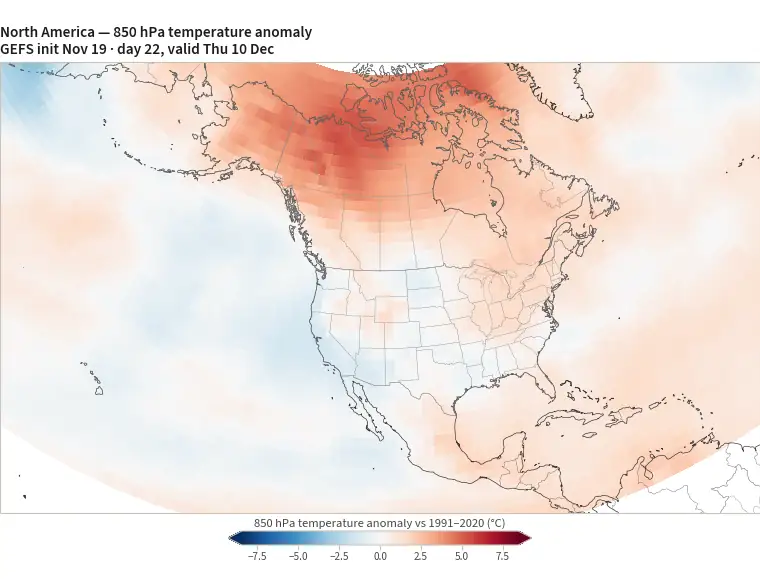 North America — 850 hPa temperature anomaly
GEFS init Nov 19 · day 22, valid Thu 10 Dec
850 hPa temperature anomaly vs 1991–2020 (°C)
−7.5 −5.0 −2.5 0.0 2.5 5.0 7.5